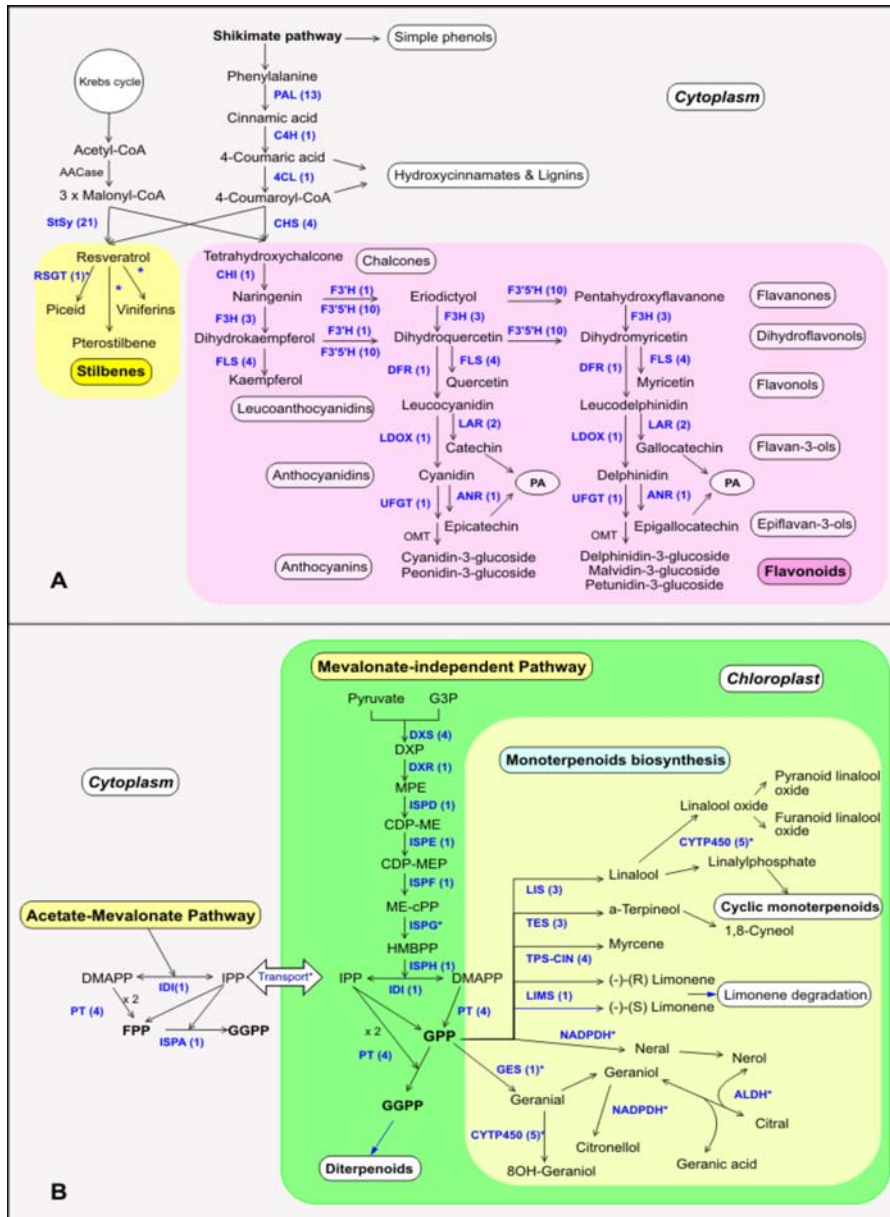 Shikimate pathway
Simple phenols
Krebs cycle
Phenylalanine
PAL (13)
Cytoplasm
Cinnamic acid
C4H (1)
Acetyl-CoA
4-Coumaric acid
AACase
4CL (1)
Hydroxycinnamates & Lignins
3 x Malonyl-CoA
4-Coumaroyl-CoA
StSy (21)
CHS (4)
Resveratrol
Tetrahydroxychalcone
Chalcones
RSGT (1)*
*
*
CHI (1)
Naringenin
F3'H (1)
F3'5'H (10)
Eriodictyol
F3'5'H (10)
Pentahydroxyflavanone
Flavanones
Piceid
Viniferins
F3H (3)
F3H (3)
F3H (3)
Pterostilbene
Dihydrokaempferol
F3'H (1)
F3'5'H (10)
Dihydroquercetin
F3'5'H (10)
Dihydromyricetin
Dihydroflavonols
Stilbenes
FLS (4)
DFR (1)
FLS (4)
DFR (1)
FLS (4)
Kaempferol
Quercetin
Myricetin
Flavonols
Leucoanthocyanidins
Leucocyanidin
Leucodelphinidin
LDOX (1)
LAR (2)
LDOX (1)
LAR (2)
Catechin
Gallocatechin
Flavan-3-ols
Anthocyanidins
Cyanidin
PA
Delphinidin
PA
UFGT (1)
ANR (1)
UFGT (1)
ANR (1)
Epicatechin
Epigallocatechin
Epiflavan-3-ols
OMT
OMT
Anthocyanins
Cyanidin-3-glucoside
Peonidin-3-glucoside
Delphinidin-3-glucoside
Malvidin-3-glucoside
Petunidin-3-glucoside
Flavonoids
A
Mevalonate-independent Pathway
Chloroplast
Pyruvate
G3P
DXS (4)
DXP
Monoterpenoids biosynthesis
Cytoplasm
DXR (1)
MPE
Pyranoid linalool
oxide
ISPD (1)
Linalool oxide
CDP-ME
Furanoid linalool
oxide
ISPE (1)
CYTP450 (5)*
CDP-MEP
Linalylphosphate
ISPF (1)
LIS (3)
Linalool
Acetate-Mevalonate Pathway
ME-cPP
Cyclic monoterpenoids
ISPG*
TES (3)
a-Terpineol
1,8-Cyneol
HMBPP
TPS-CIN (4)
Myrcene
ISPH (1)
DMAPP
IPP
Transport*
IPP
DMAPP
(-)-(R) Limonene
IDI(1)
IDI (1)
LIMS (1)
Limonene degradation
(-)-(S) Limonene
PT (4)
x 2
PT (4)
FPP
GGPP
x 2
GPP
NADPDH*
ISPA (1)
PT (4)
Neral
Nerol
GES (1)*
Geraniol
GGPP
Geranial
NADPDH*
ALDH*
Citral
CYTP450 (5)*
Citronellol
Geranic acid
Diterpenoids
8OH-Geraniol
B